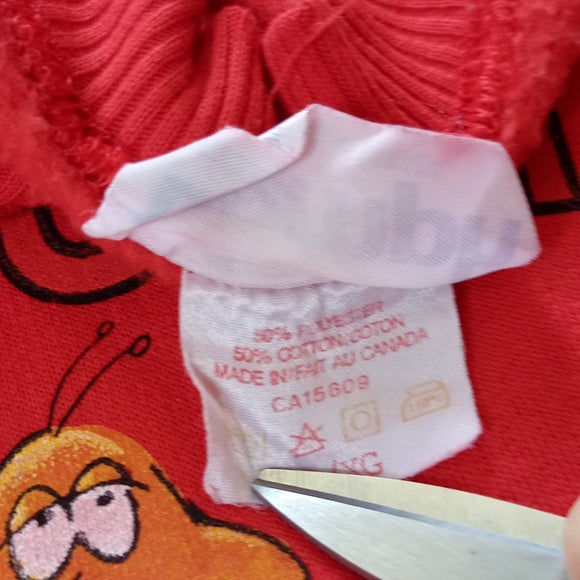 50% POLYESTER
50% COTTON/COTON
MADE IN/FAIT AU CANADA
CA15609
/XG